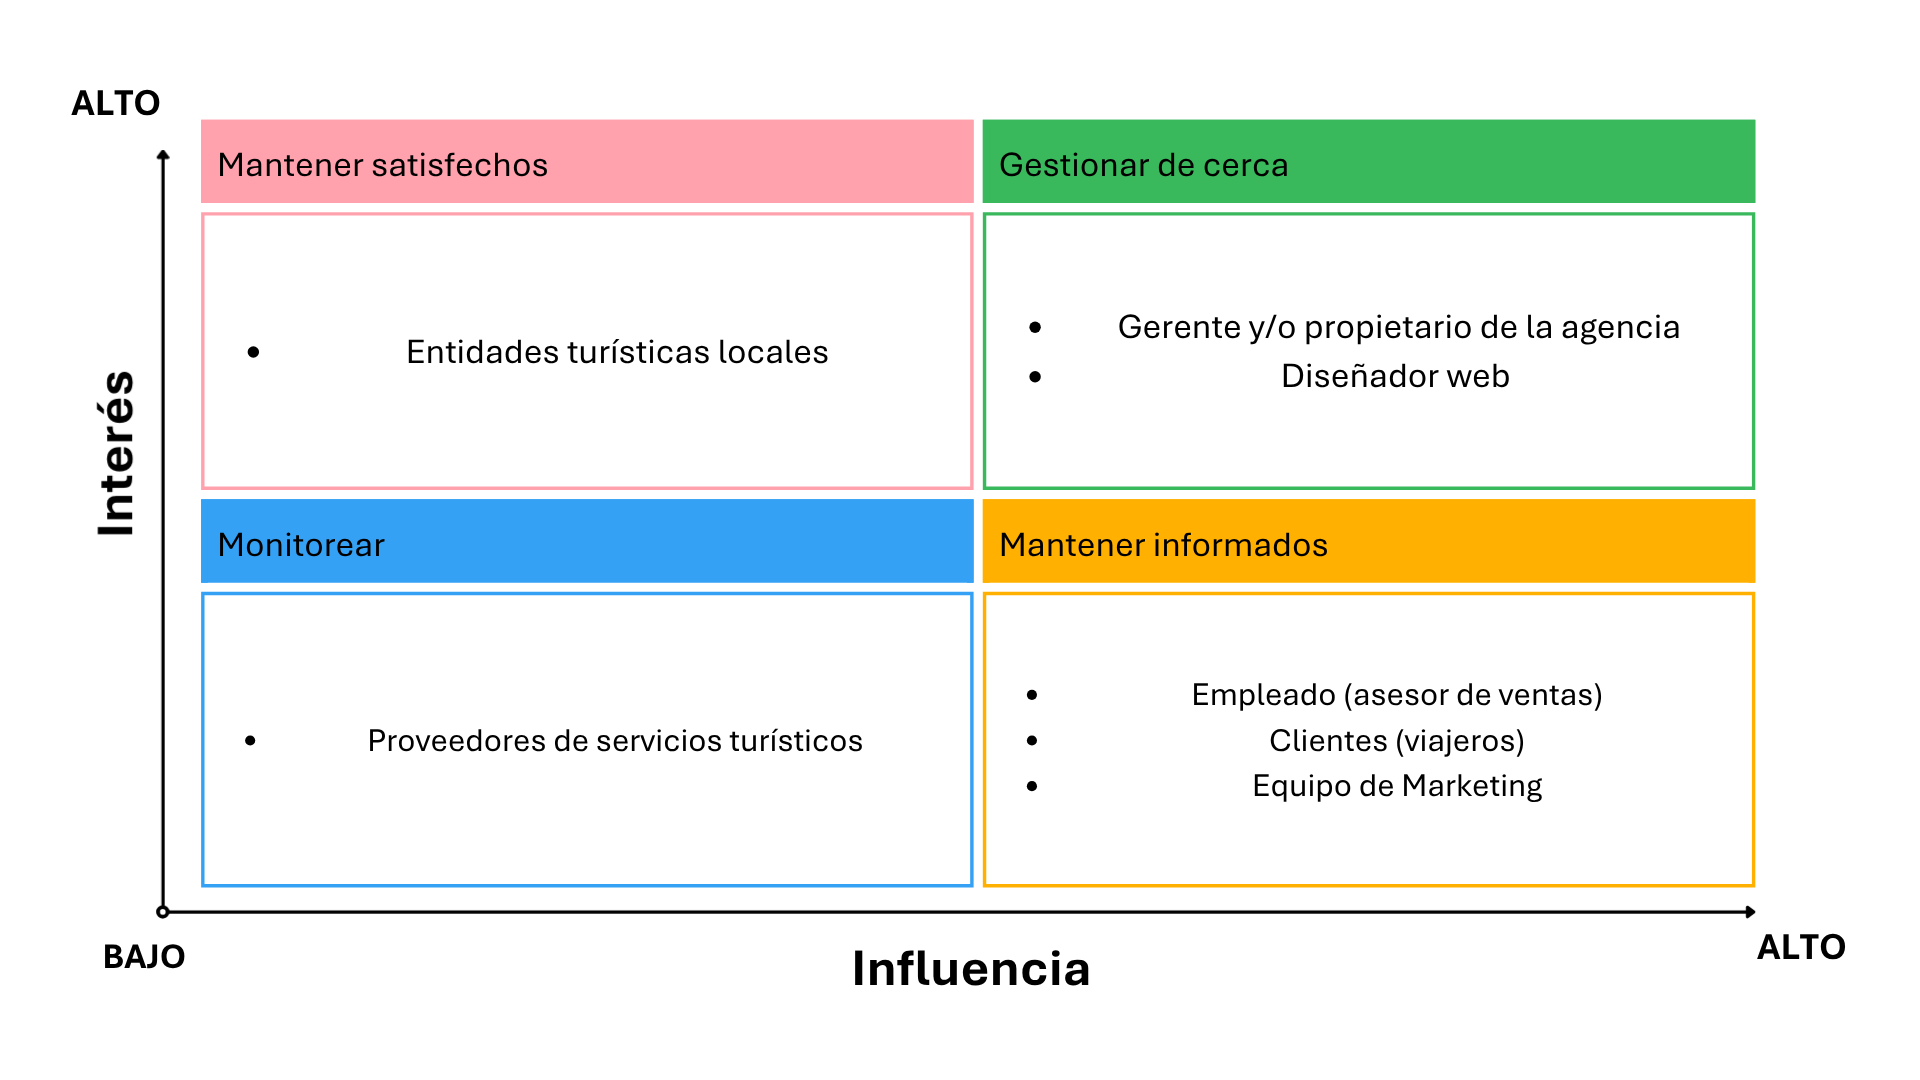 ALTO
Mantener satisfechos
Gestionar de cerca
• Entidades turísticas locales
• Gerente y/o propietario de la agencia
• Diseñador web
Interés
Monitorear
Mantener informados
• Proveedores de servicios turísticos
• Empleado (asesor de ventas)
• Clientes (viajeros)
• Equipo de Marketing
BAJO
Influencia
ALTO